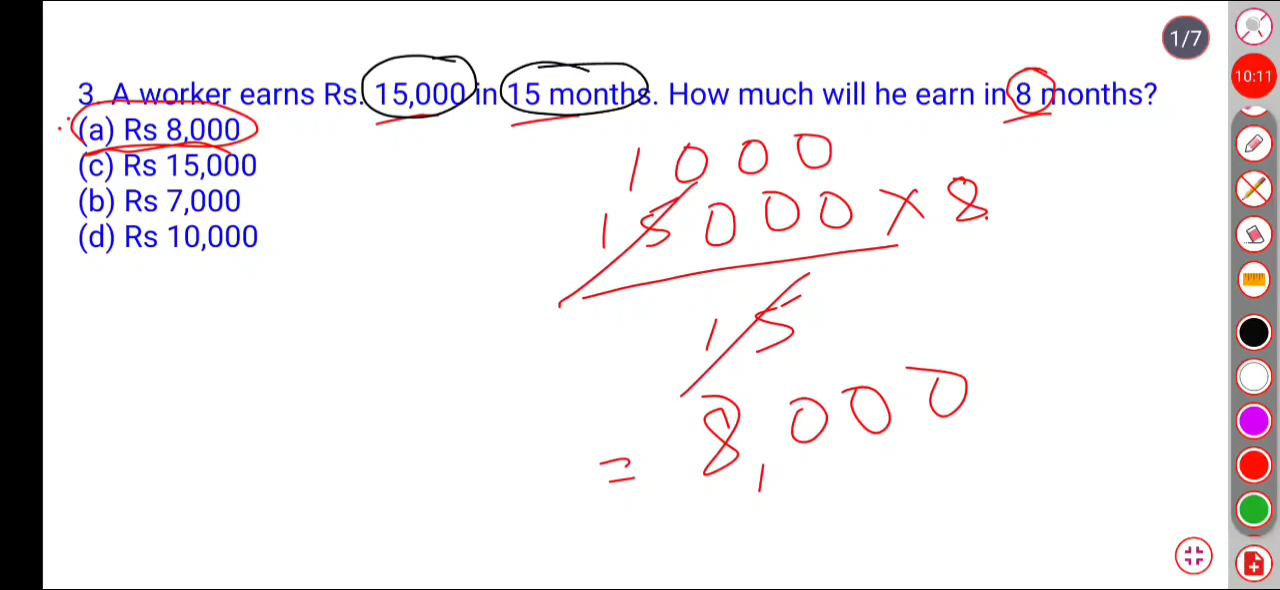 1/7
10:11
3. A worker earns Rs. 15,000 in 15 months. How much will he earn in 8 months?
(a) Rs 8,000
(c) Rs 15,000
(b) Rs 7,000
(d) Rs 10,000
1000
15000 × 8
15
= 8,000